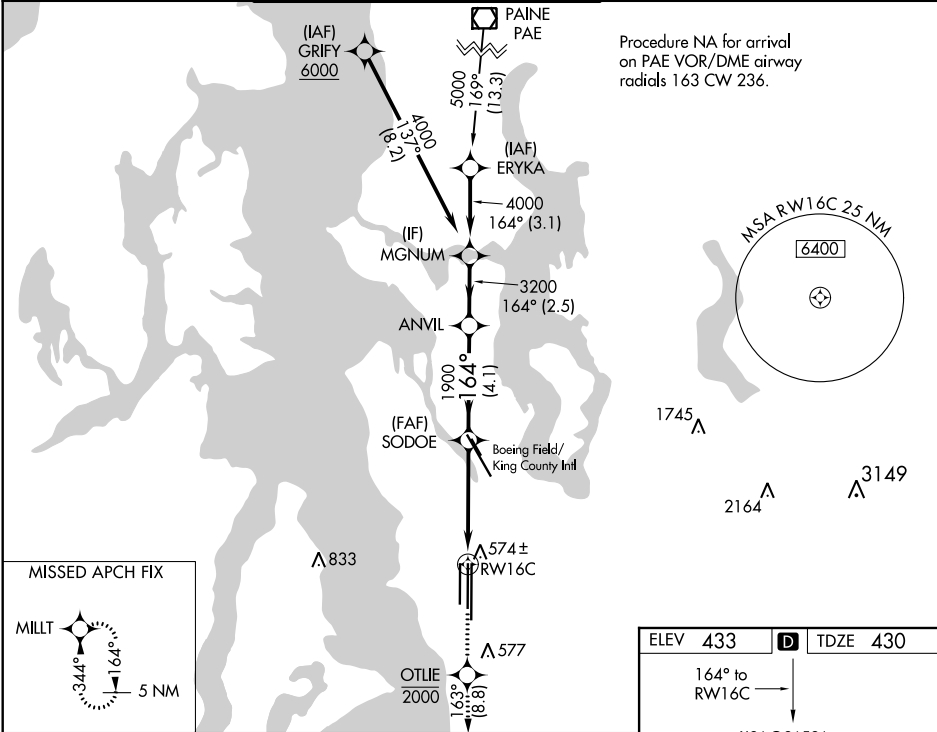 PAINE
PAE
(IAF)
GRIFY
6000
Procedure NA for arrival
on PAE VOR/DME airway
radials 163 CW 236.
5000
169°
(13.3)
4000
137°
(8.2)
(IAF)
ERYKA
4000
164° (3.1)
(IF)
MGNUM
3200
164° (2.5)
MSA RW16C 25 NM
6400
ANVIL
1900
164°
(4.1)
(FAF)
SODOE
Boeing Field/
King County Intl
1745
2164
3149
574±
RW16C
833
MISSED APCH FIX
MILLT
344°
164°
5 NM
577
OTLIE
2000
163°
(8.8)
ELEV 433 D TDZE 430
164° to
RW16C